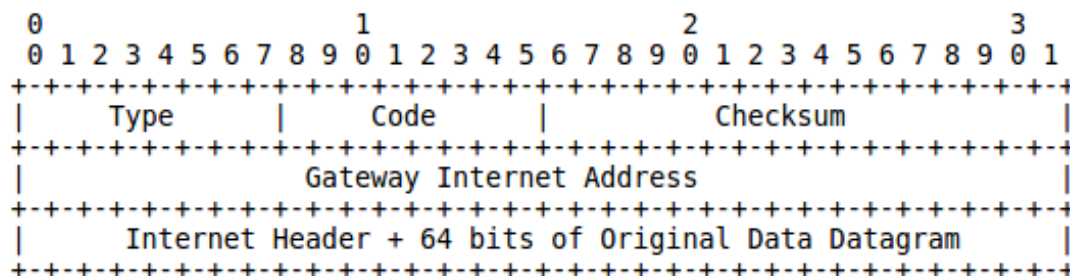 0                   1                   2                   3
0 1 2 3 4 5 6 7 8 9 0 1 2 3 4 5 6 7 8 9 0 1 2 3 4 5 6 7 8 9 0 1
+-+-+-+-+-+-+-+-+-+-+-+-+-+-+-+-+-+-+-+-+-+-+-+-+-+-+-+-+-+-+-+-+
|     Type      |     Code      |          Checksum             |
+-+-+-+-+-+-+-+-+-+-+-+-+-+-+-+-+-+-+-+-+-+-+-+-+-+-+-+-+-+-+-+-+
|                 Gateway Internet Address                      |
+-+-+-+-+-+-+-+-+-+-+-+-+-+-+-+-+-+-+-+-+-+-+-+-+-+-+-+-+-+-+-+-+
|      Internet Header + 64 bits of Original Data Datagram      |
+-+-+-+-+-+-+-+-+-+-+-+-+-+-+-+-+-+-+-+-+-+-+-+-+-+-+-+-+-+-+-+-+